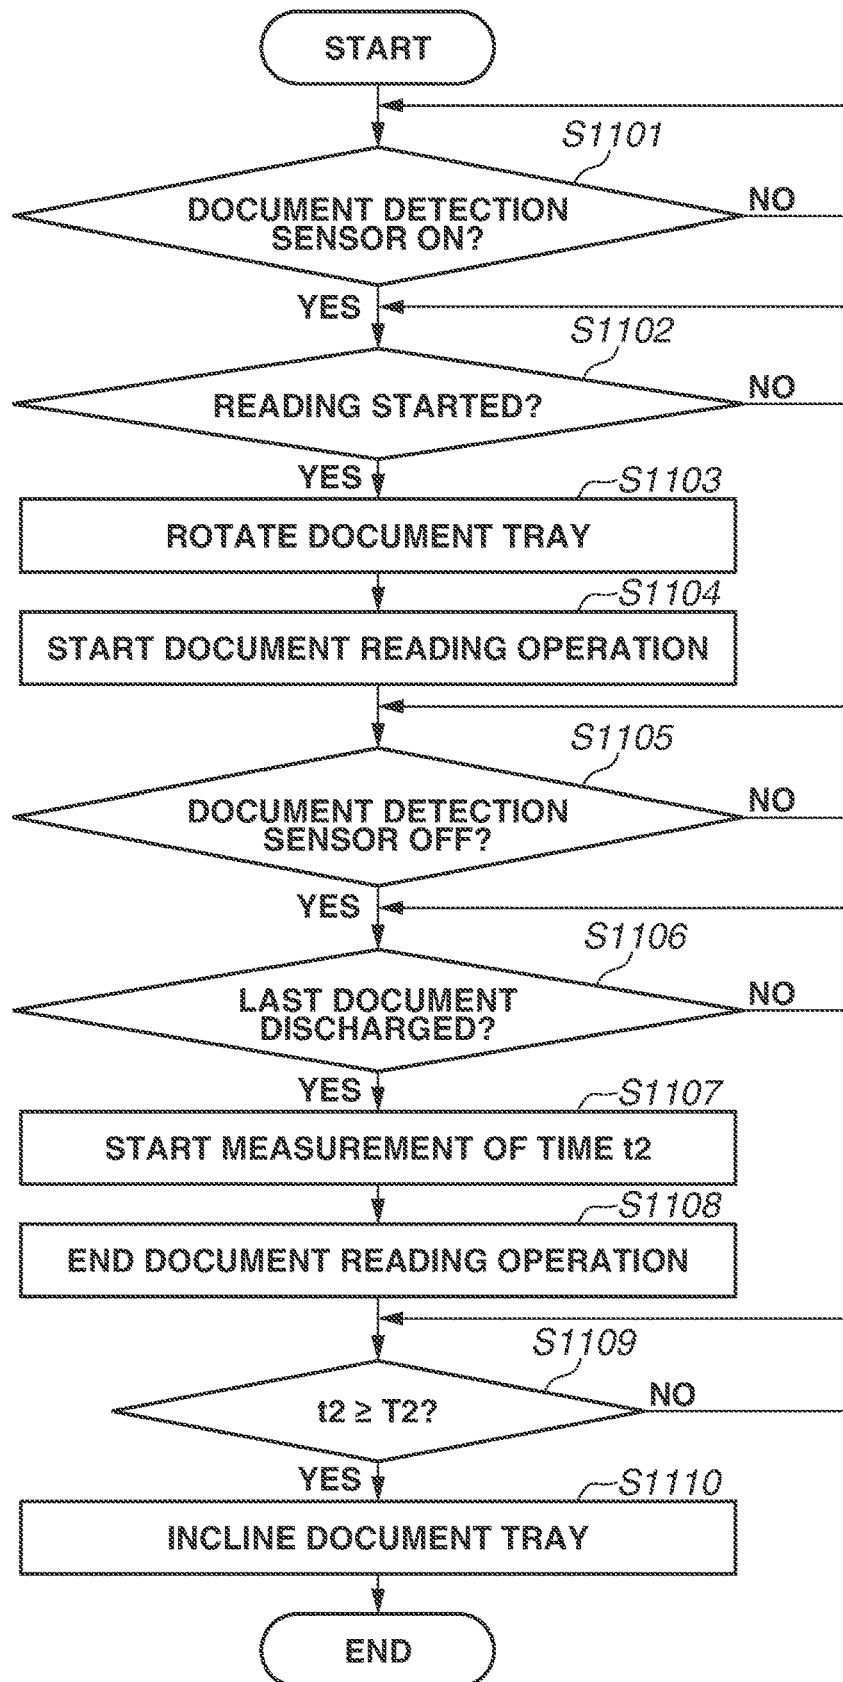 START
S1101
DOCUMENT DETECTION
SENSOR ON?
NO
YES
S1102
READING STARTED?
NO
YES
S1103
ROTATE DOCUMENT TRAY
S1104
START DOCUMENT READING OPERATION
S1105
DOCUMENT DETECTION
SENSOR OFF?
NO
YES
S1106
LAST DOCUMENT
DISCHARGED?
NO
YES
S1107
START MEASUREMENT OF TIME t2
S1108
END DOCUMENT READING OPERATION
S1109
t2 ≥ T2?
NO
YES
S1110
INCLINE DOCUMENT TRAY
END